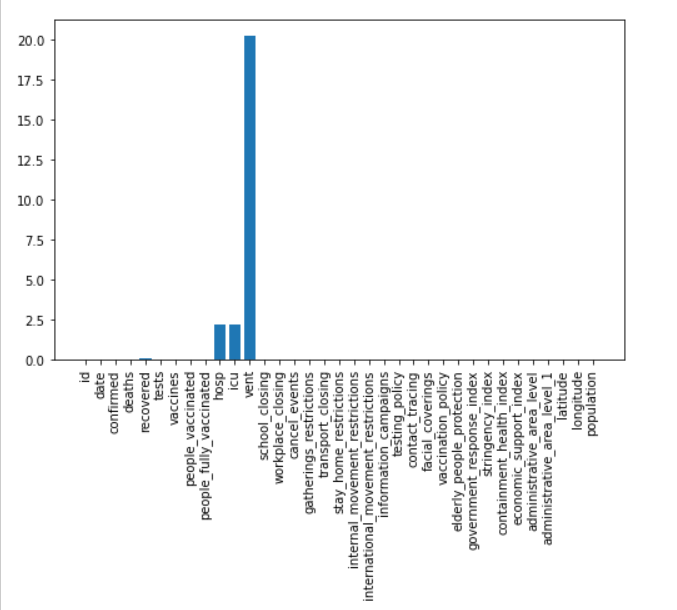 20.0
17.5
15.0
12.5
10.0
7.5
5.0
2.5
0.0
id
date
confirmed
deaths
recovered
tests
vaccines
people_vaccinated
people_fully_vaccinated
hosp
icu
vent
school_closing
workplace_closing
cancel_events
gatherings_restrictions
transport_closing
stay_home_restrictions
internal_movement_restrictions
international_movement_restrictions
information_campaigns
testing_policy
contact_tracing
facial_coverings
vaccination_policy
elderly_people_protection
government_response_index
stringency_index
containment_health_index
economic_support_index
administrative_area_level
administrative_area_level_1
latitude
longitude
population